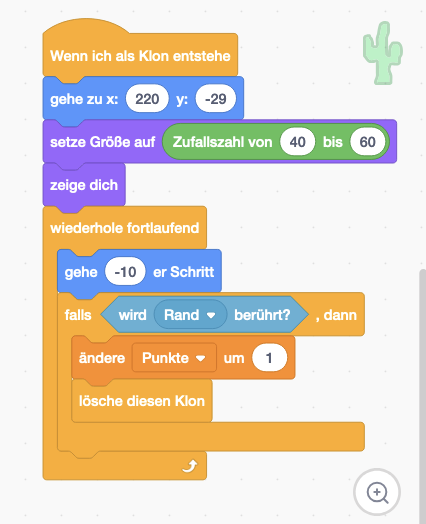 Wenn ich als Klon entstehe
gehe zu x: 220 y: -29
setze Größe auf Zufallszahl von 40 bis 60
zeige dich
wiederhole fortlaufend
gehe -10 er Schritt
falls wird Rand berührt? , dann
ändere Punkte um 1
lösche diesen Klon